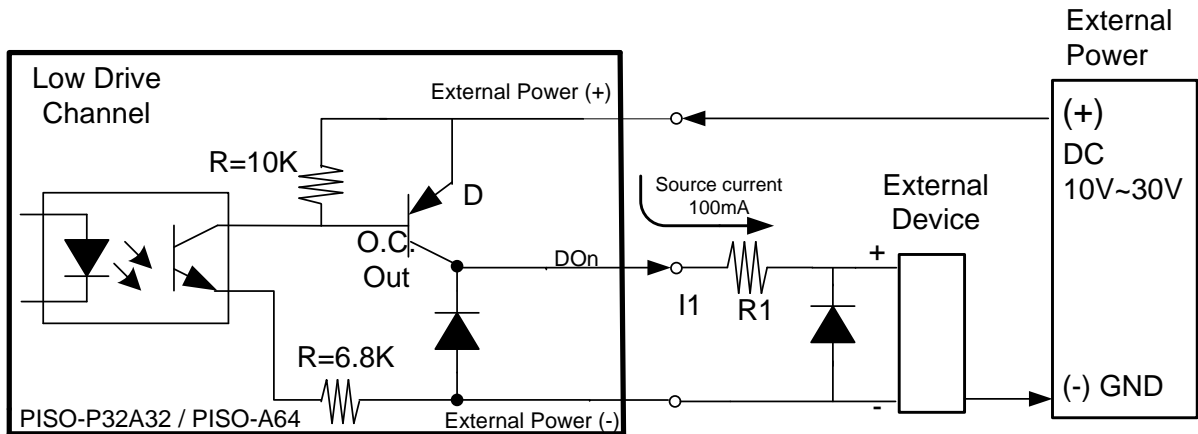 External
Power
Low Drive
Channel
External Power (+)
(+)
DC
10V~30V
R=10K
D
Source current
100mA
External
Device
O.C.
Out
DOn
+
I1
R1
R=6.8K
-
(-) GND
PISO-P32A32 / PISO-A64
External Power (-)